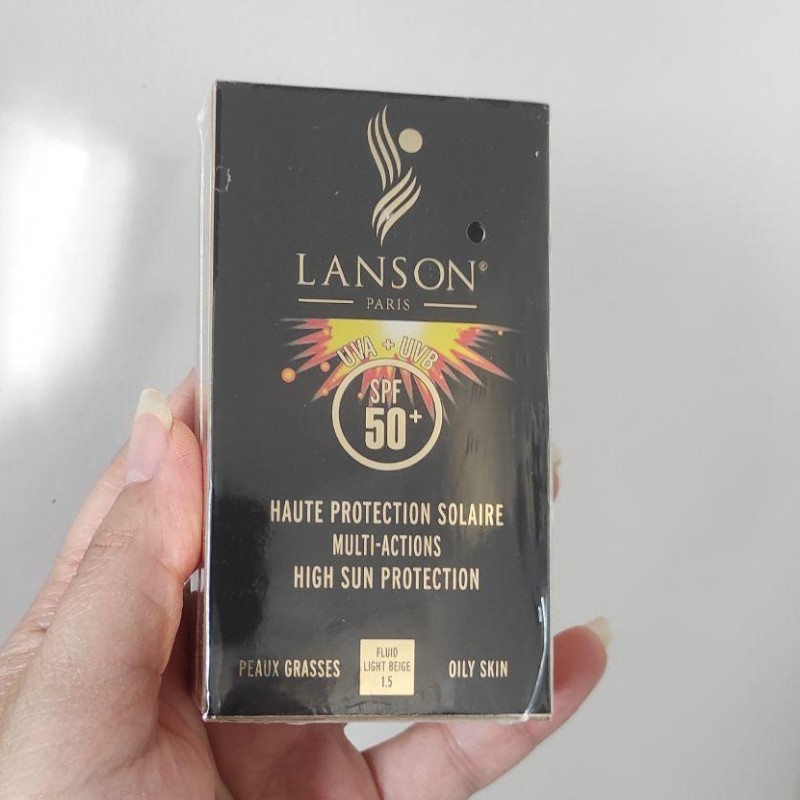 LANSON®
PARIS
UVA + UVB
SPF
50+
HAUTE PROTECTION SOLAIRE
MULTI-ACTIONS
HIGH SUN PROTECTION
PEAUX GRASSES
FLUID
LIGHT BEIGE
1.5
OILY SKIN